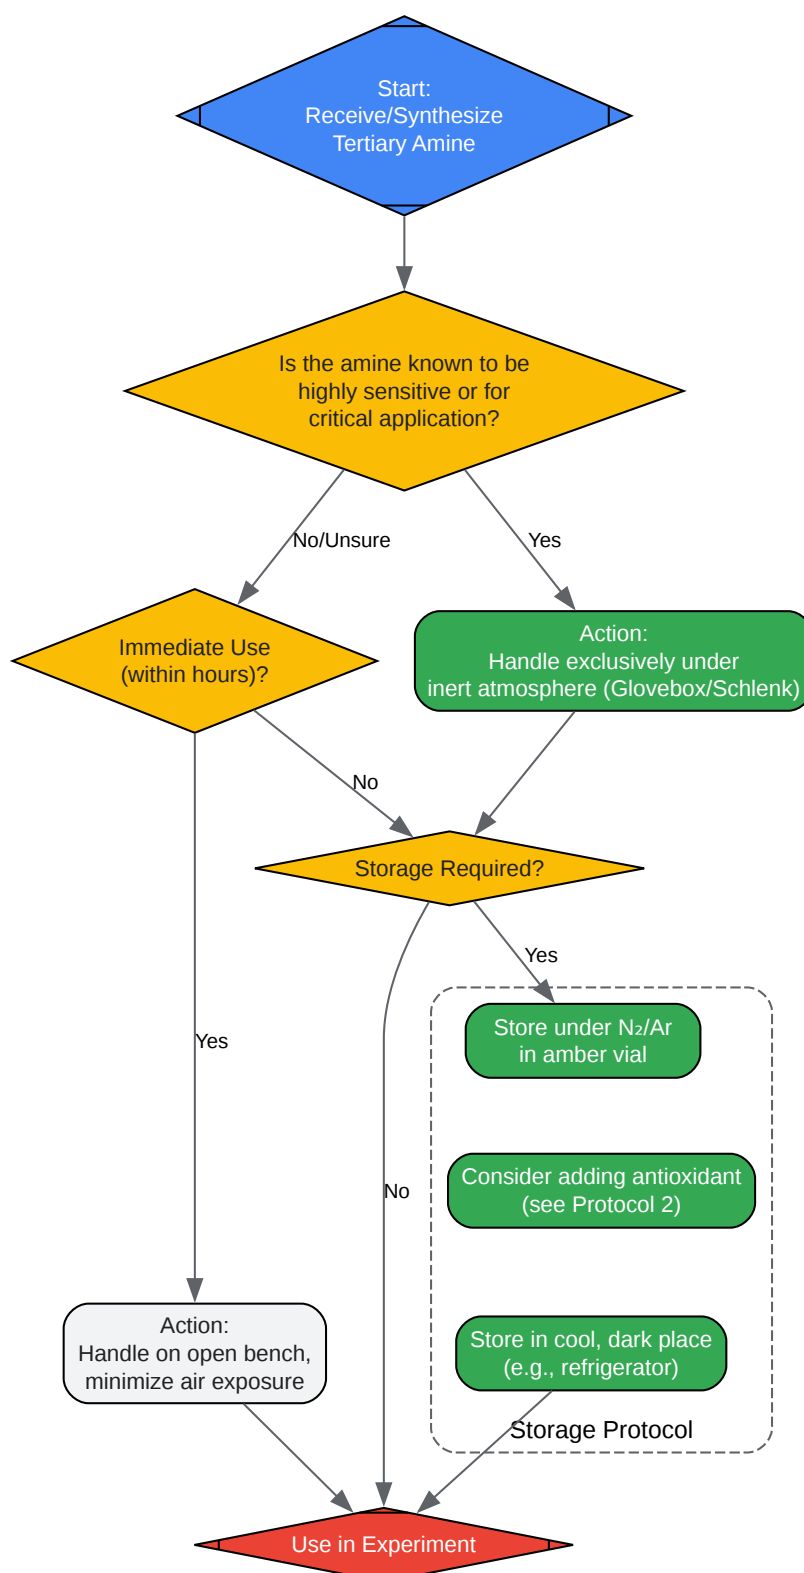 Start:
Receive/Synthesize
Tertiary Amine
Is the amine known to be
highly sensitive or for
critical application?
No/Unsure
Yes
Immediate Use
(within hours)?
Action:
Handle exclusively under
inert atmosphere (Glovebox/Schlenk)
No
Storage Required?
Yes
Yes
Store under N₂/Ar
in amber vial
Consider adding antioxidant
(see Protocol 2)
No
Action:
Handle on open bench,
minimize air exposure
Store in cool, dark place
(e.g., refrigerator)
Storage Protocol
Use in Experiment